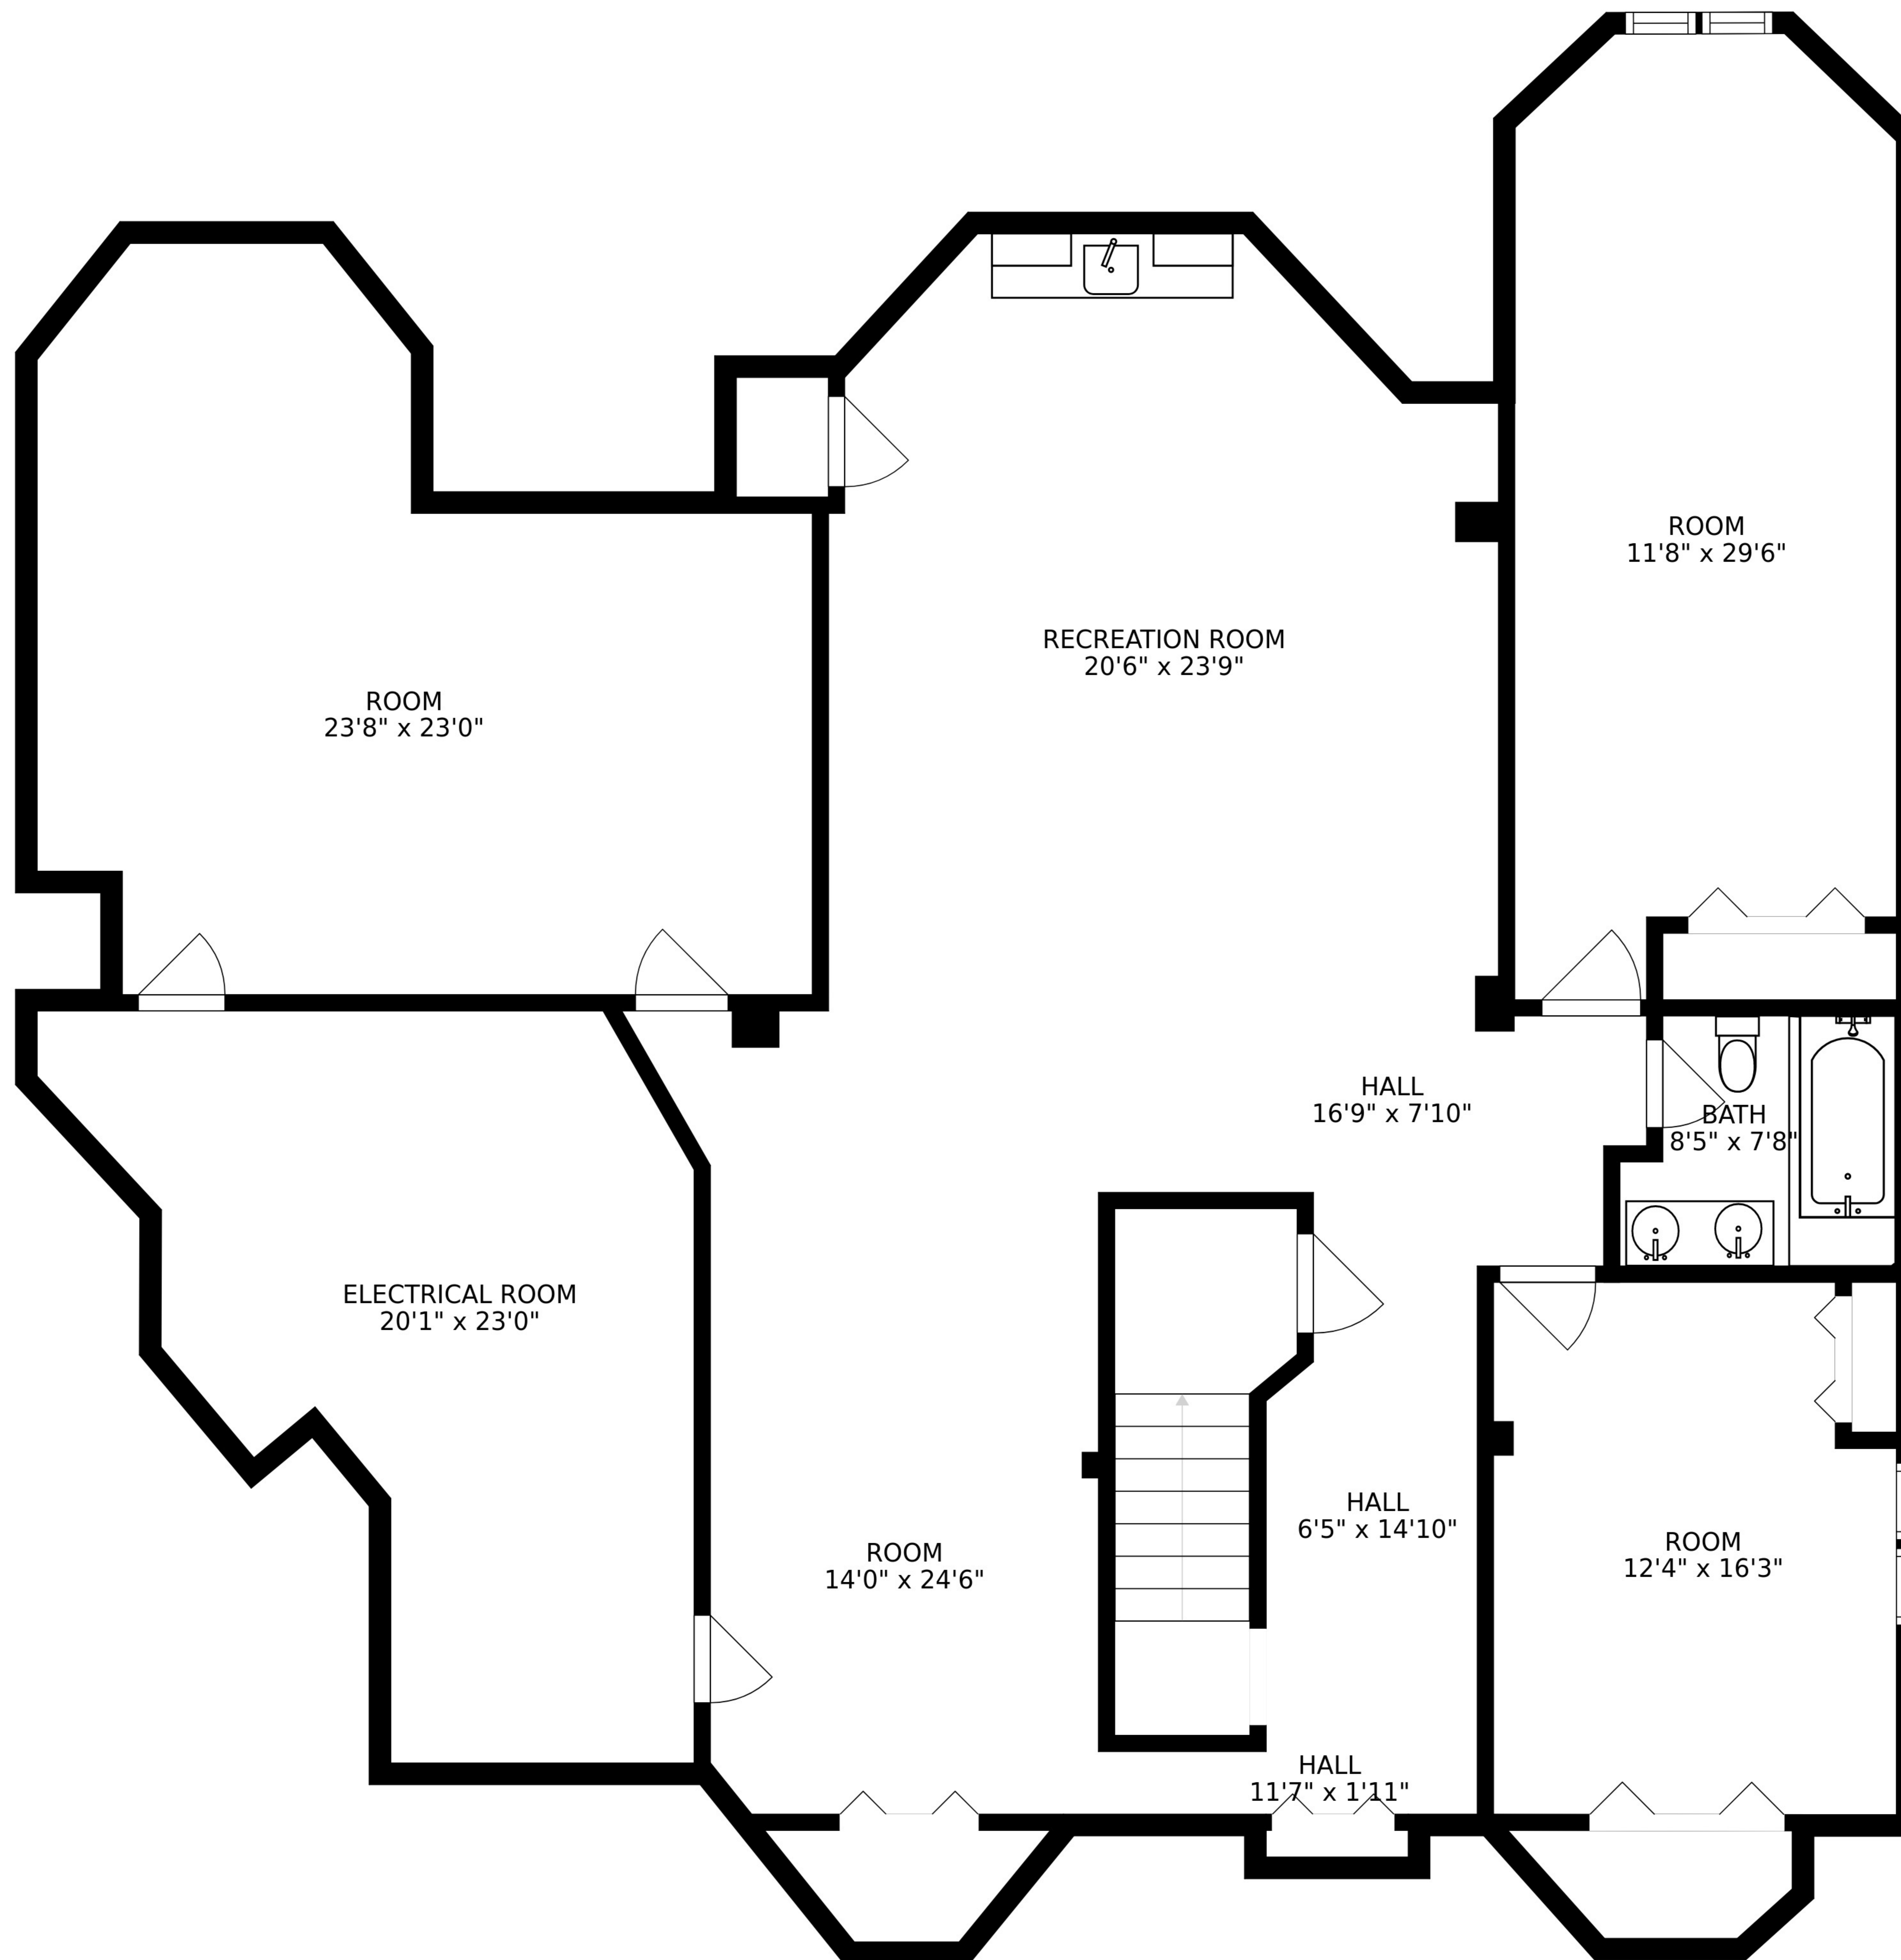 ROOM
11'8" x 29'6"
RECREATION ROOM
20'6" x 23'9"
ROOM
23'8" x 23'0"
HALL
16'9" x 7'10"
BATH
8'5" x 7'8"
ELECTRICAL ROOM
20'1" x 23'0"
HALL
6'5" x 14'10"
ROOM
12'4" x 16'3"
ROOM
14'0" x 24'6"
HALL
11'7" x 1'11"